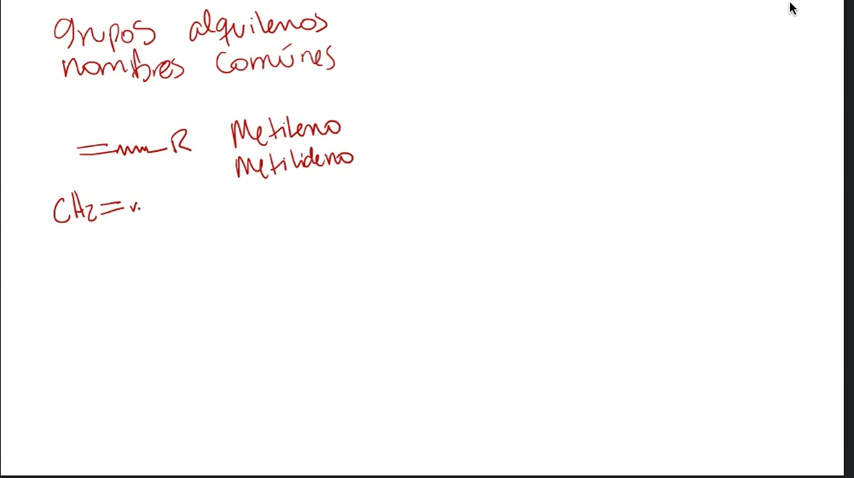 grupos alquilenos
nombres comúnes
=R Metileno
Metilideno
CH2=